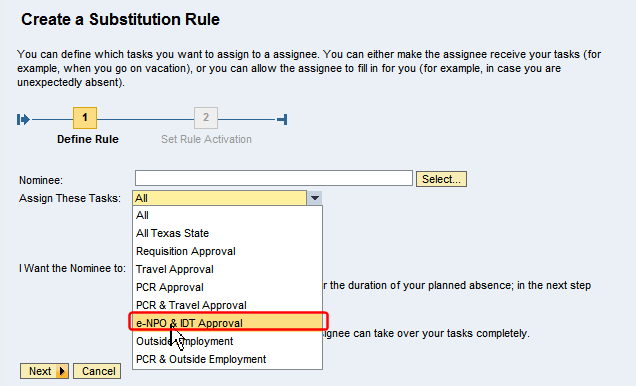 Create a Substitution Rule
You can define which tasks you want to assign to a assignee. You can either make the assignee receive your tasks (for
example, when you go on vacation), or you can allow the assignee to fill in for you (for example, in case you are
unexpectedly absent).
1
2
Define Rule
Set Rule Activation
Nominee:
Select...
Assign These Tasks:
All
All
All Texas State
Requisition Approval
Travel Approval
I Want the Nominee to:
PCR Approval
r the duration of your planned absence; in the next step
PCR & Travel Approval
e-NPO & IDT Approval
signee can take over your tasks completely.
Outside Employment
PCR & Outside Employment
Next
Cancel